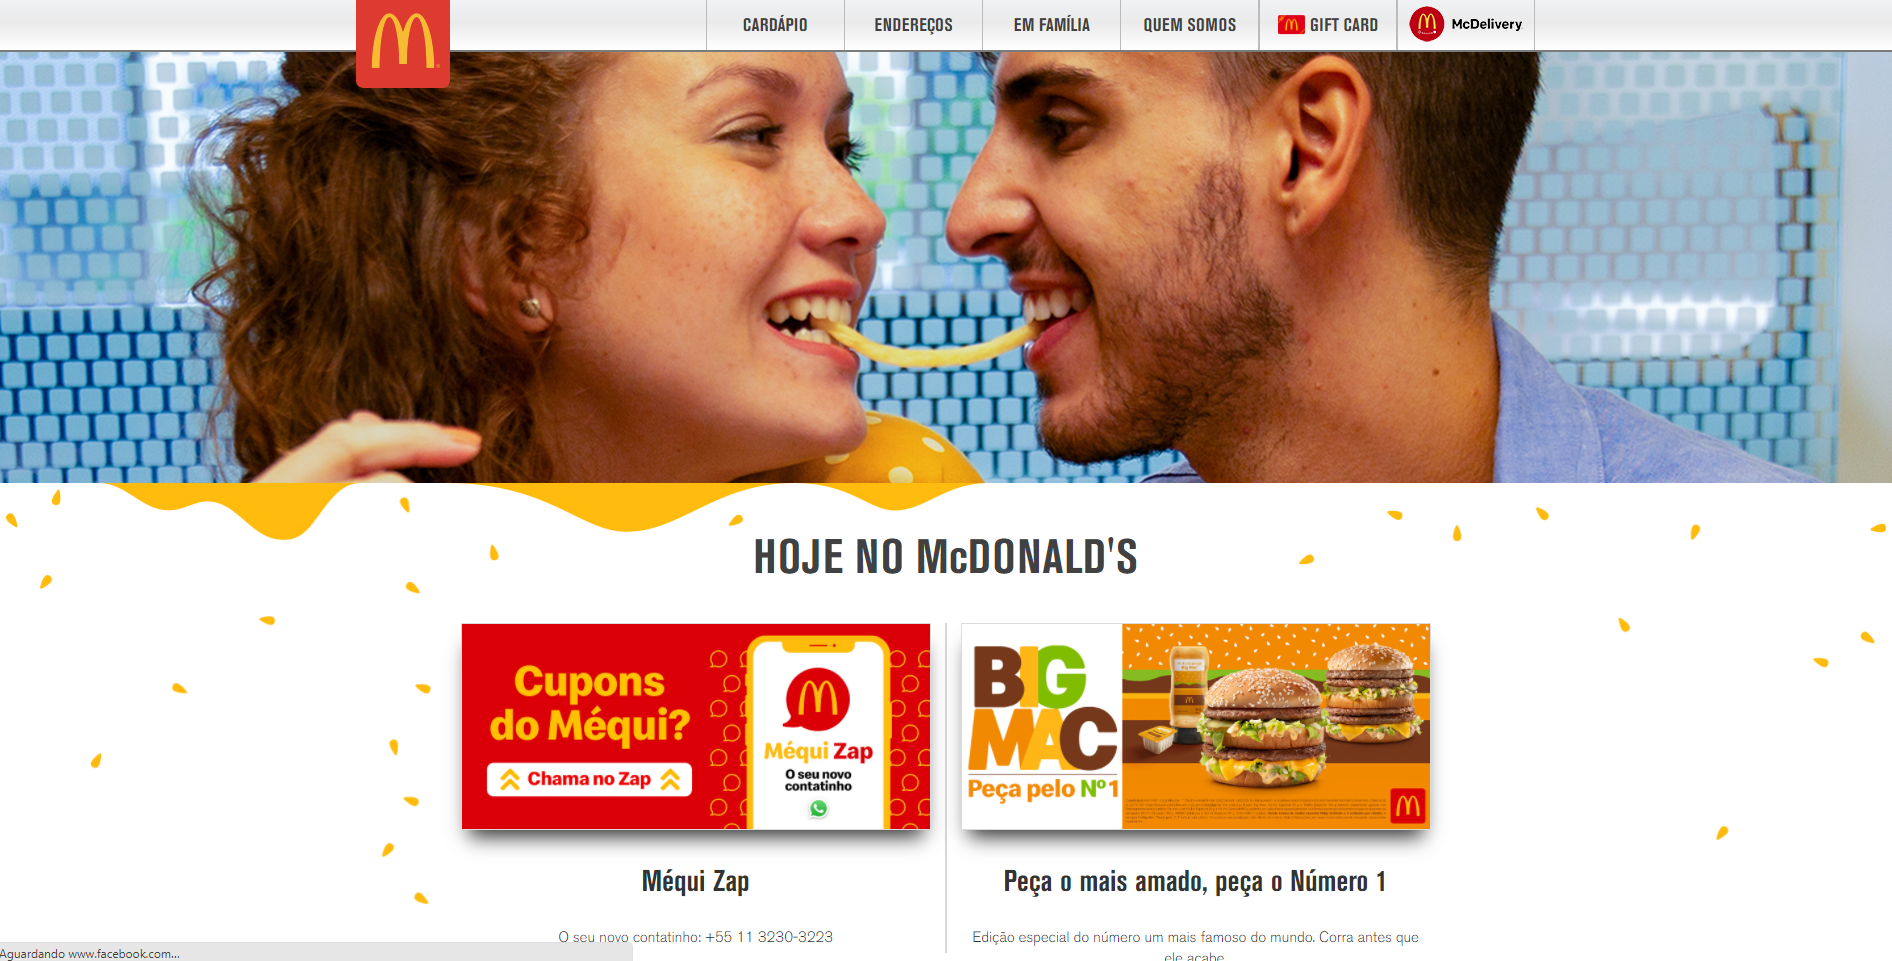 CARDÁPIO
ENDEREÇOS
EM FAMÍLIA
QUEM SOMOS
GIFT CARD
McDelivery
HOJE NO McDONALD'S
Cupons
do Méqui?
Chama no Zap
Méqui Zap
O seu novo
contatinho
BIG
MAC
Peça pelo Nº1
Méqui Zap
Peça o mais amado, peça o Número 1
O seu novo contatinho: +55 11 3230-3223
Edição especial do número um mais famoso do mundo. Corra antes que
ele acabe
Aguardando www.facebook.com...